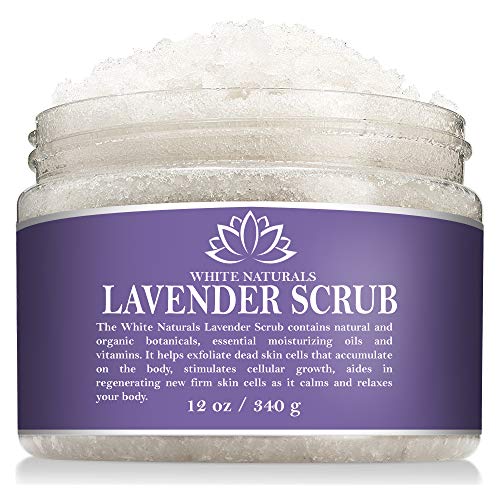 WHITE NATURALS
LAVENDER SCRUB
The White Naturals Lavender Scrub contains natural and
organic botanicals, essential moisturizing oils and
vitamins. It helps exfoliate dead skin cells that accumulate
on the body, stimulates cellular growth, aides in
regenerating new firm skin cells as it calms and relaxes
your body.
12 oz / 340 g